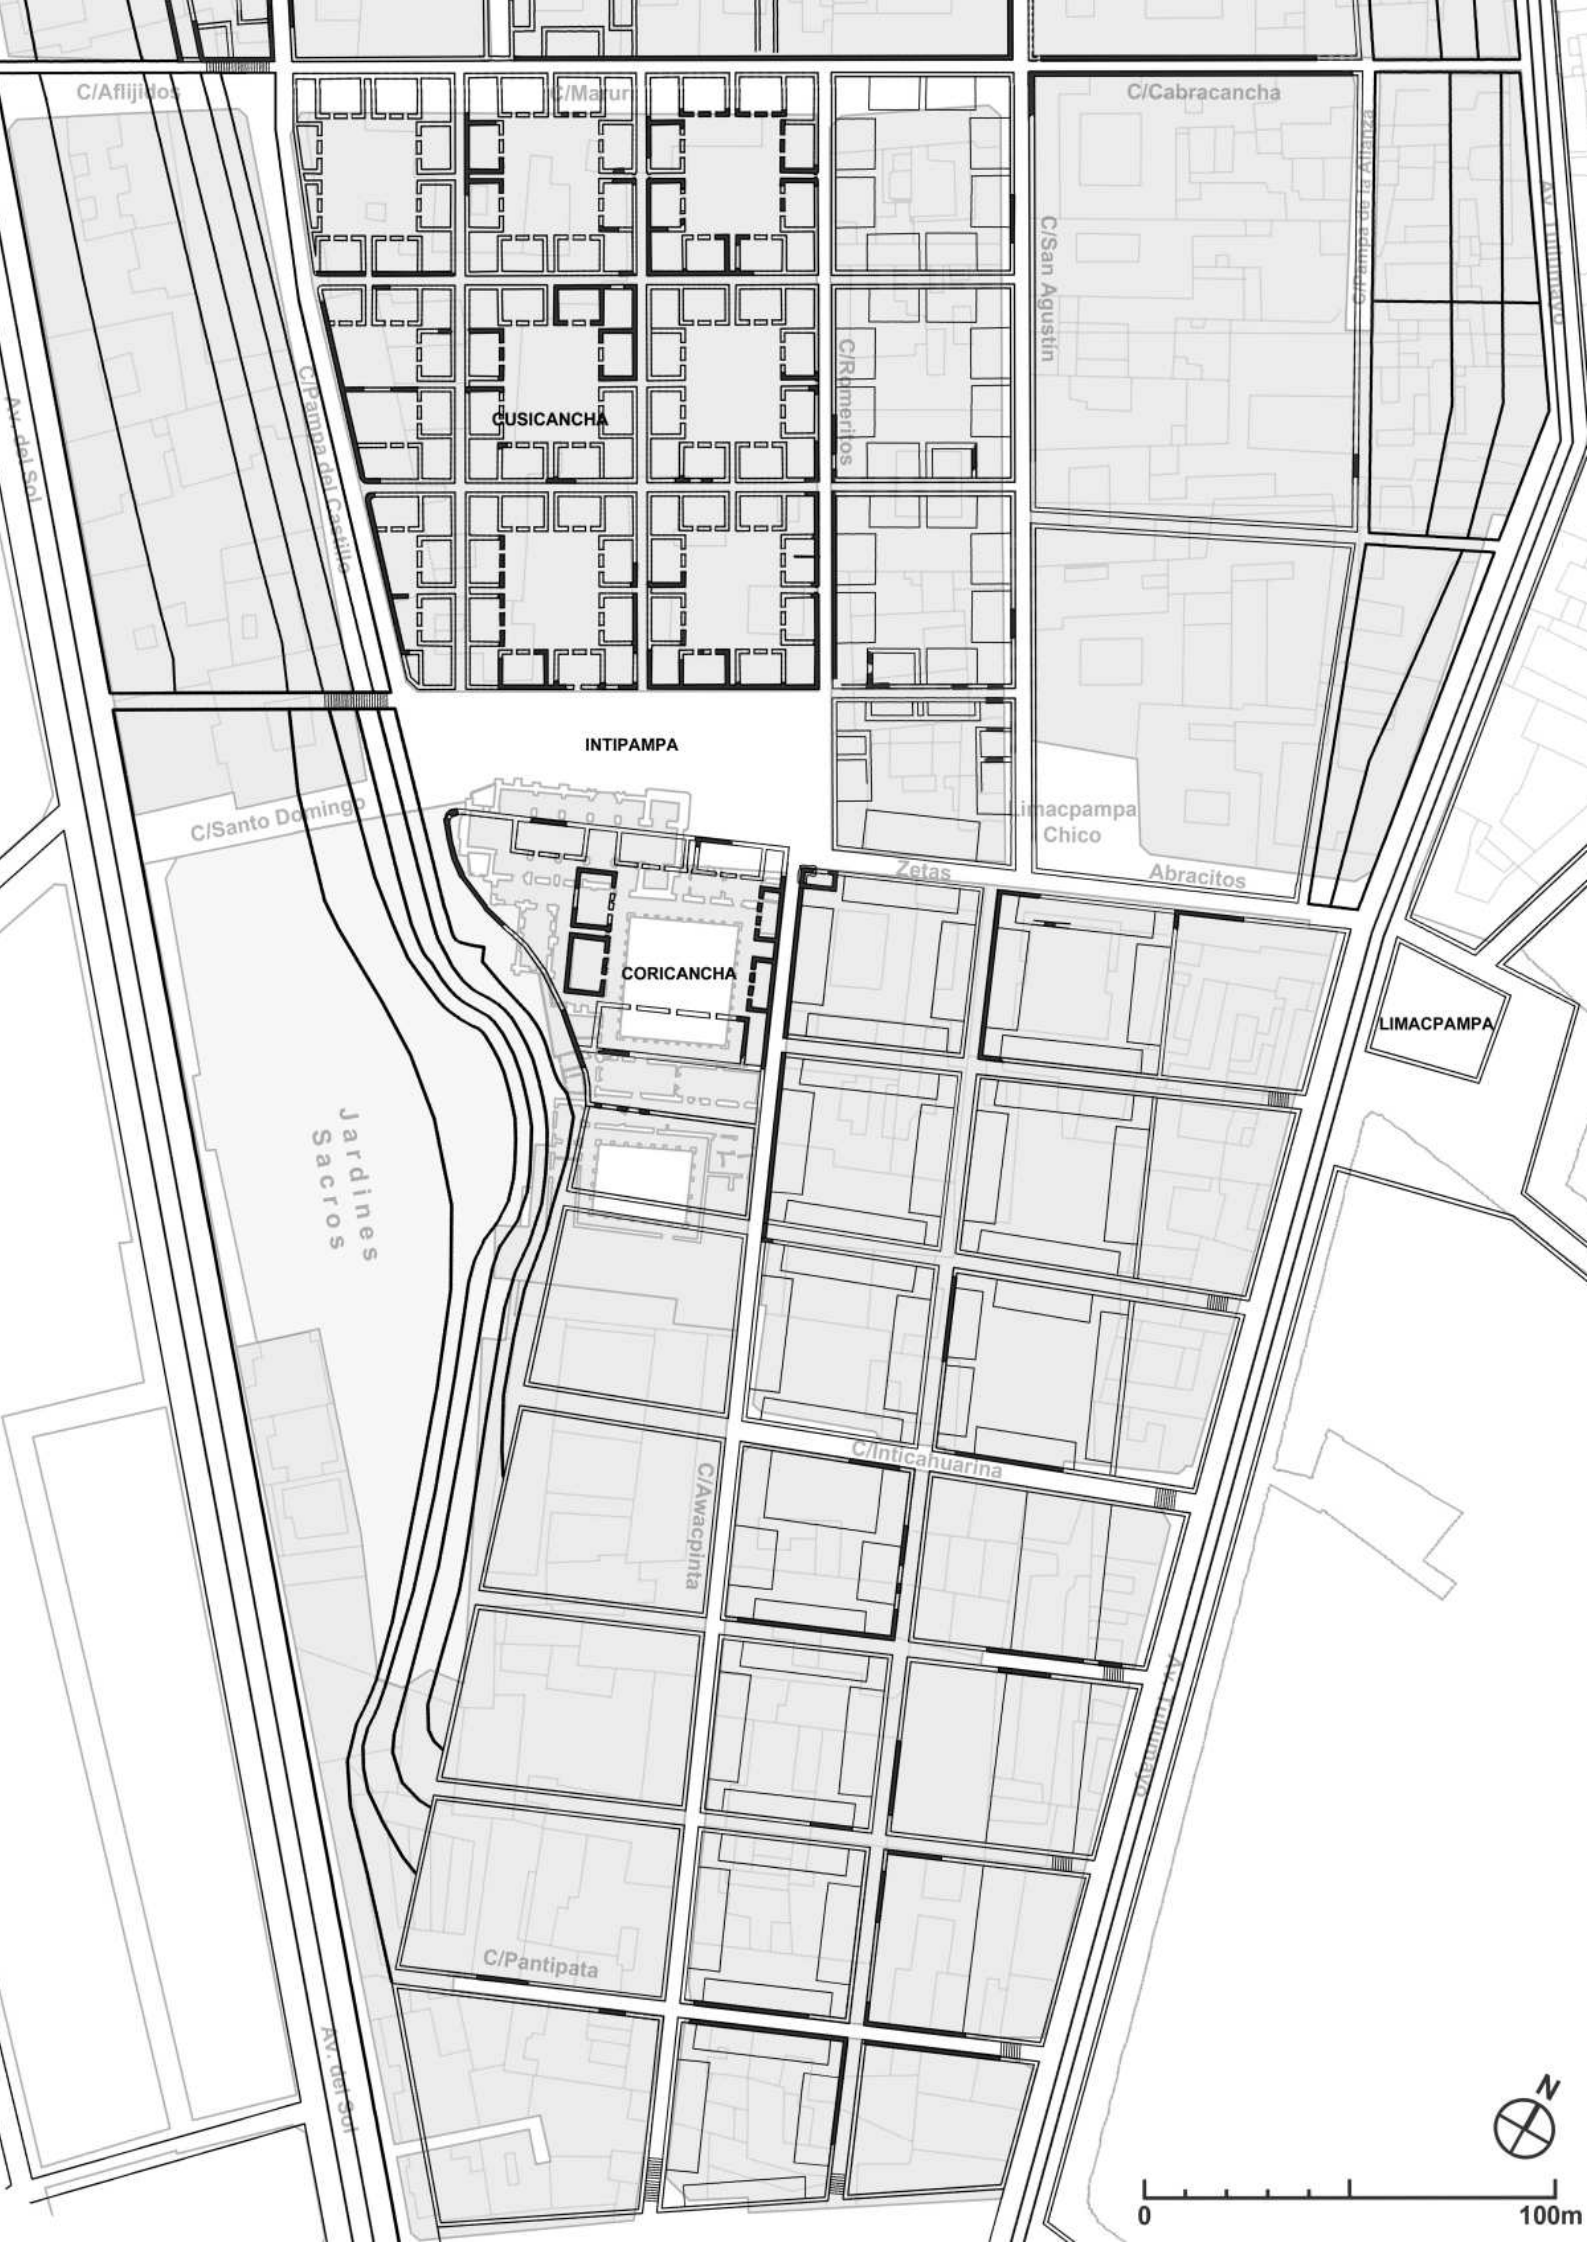 C/Aflijidos
C/Marur
C/Cabracancha
C/Pampa de la Alianza
Av. Tullumayo
C/San Agustín
C/Romeritos
Av. del Sol
C/Pampa del Castillo
CUSICANCHA
INTIPAMPA
C/Santo Domingo
Limacpampa
Chico
Zetas
Abracitos
CORICANCHA
LIMACPAMPA
Jardines
Sacros
C/Inticahuarina
C/Awacpinta
Av. Tullumayo
C/Pantipata
Av. del Sol
N
0
100m